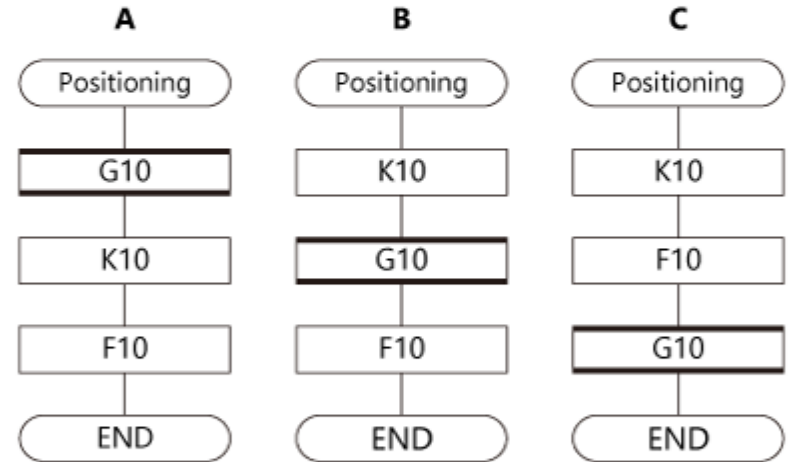 A B C
Positioning Positioning Positioning
G10 K10 K10
K10 G10 F10
F10 F10 G10
END END END